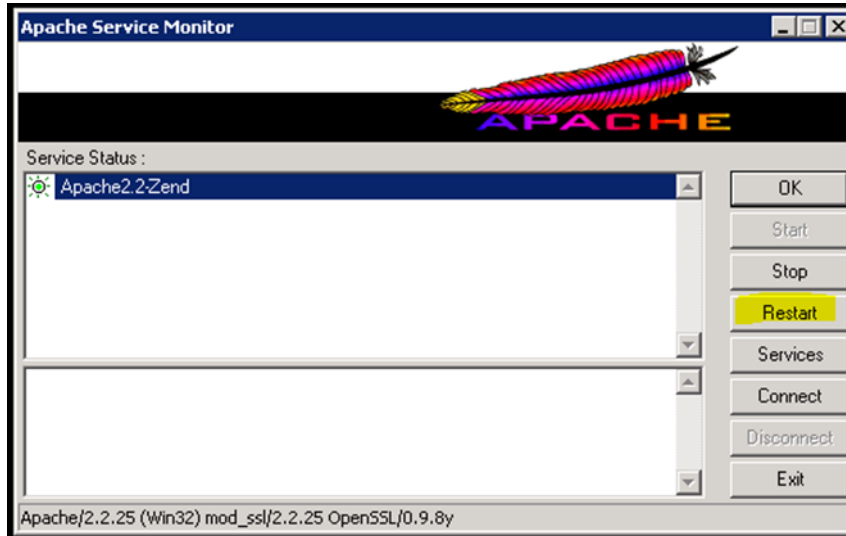 Apache Service Monitor
APACHE
Service Status :
Apache2.2-Zend
OK
Start
Stop
Restart
Services
Connect
Disconnect
Exit
Apache/2.2.25 (Win32) mod_ssl/2.2.25 OpenSSL/0.9.8y